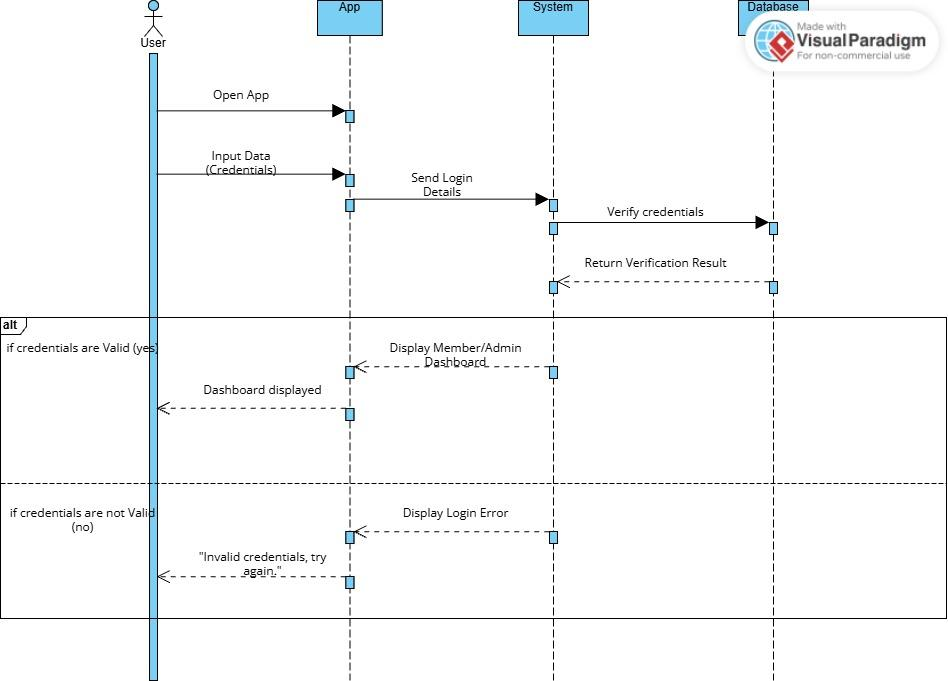 App
System
Database
Made with
VisualParadigm
For non-commercial use
User
Open App
Input Data
(Credentials)
Send Login
Details
Verify credentials
Return Verification Result
alt
if credentials are Valid (yes)
Display Member/Admin
Dashboard
Dashboard displayed
if credentials are not Valid
(no)
Display Login Error
"Invalid credentials, try
again."